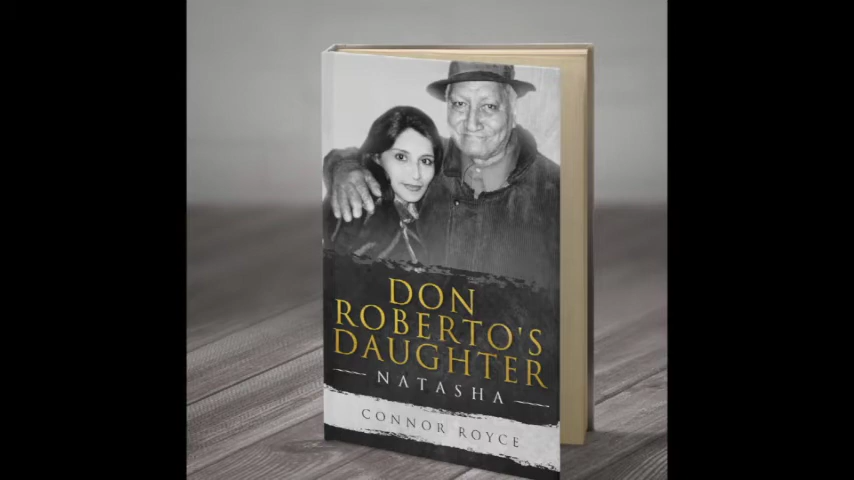 DON
ROBERTO'S
DAUGHTER
NATASHA
CONNOR ROYCE